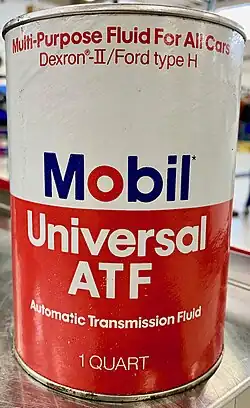 Multi-Purpose Fluid For All Cars
Dexron®-II/Ford type H
Mobil*
Universal
ATF
Automatic Transmission Fluid
1 QUART